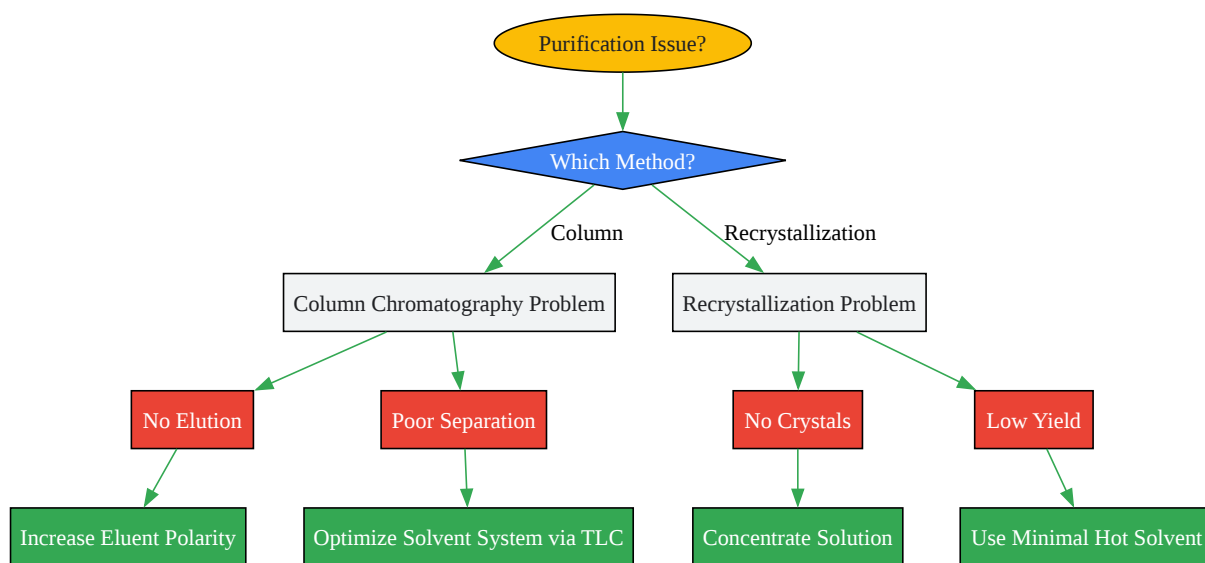 Purification Issue?
Which Method?
Column
Recrystallization
Column Chromatography Problem
Recrystallization Problem
No Elution
Poor Separation
No Crystals
Low Yield
Increase Eluent Polarity
Optimize Solvent System via TLC
Concentrate Solution
Use Minimal Hot Solvent